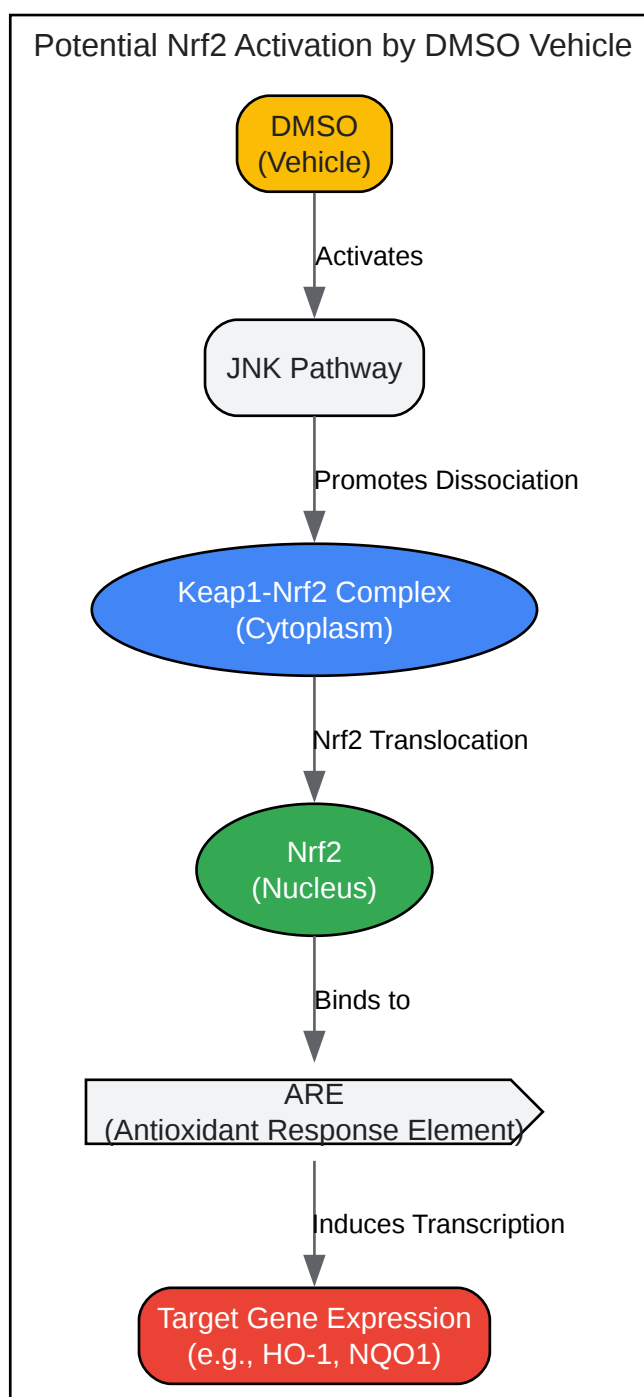 Potential Nrf2 Activation by DMSO Vehicle
DMSO
(Vehicle)
Activates
JNK Pathway
Promotes Dissociation
Keap1-Nrf2 Complex
(Cytoplasm)
Nrf2 Translocation
Nrf2
(Nucleus)
Binds to
ARE
(Antioxidant Response Element)
Induces Transcription
Target Gene Expression
(e.g., HO-1, NQO1)